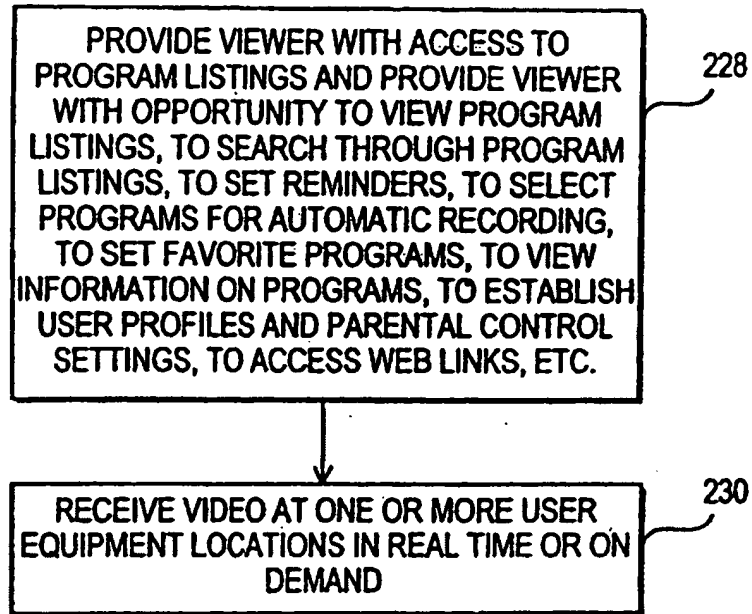 PROVIDE VIEWER WITH ACCESS TO
PROGRAM LISTINGS AND PROVIDE VIEWER
WITH OPPORTUNITY TO VIEW PROGRAM
LISTINGS, TO SEARCH THROUGH PROGRAM
LISTINGS, TO SET REMINDERS, TO SELECT
PROGRAMS FOR AUTOMATIC RECORDING,
TO SET FAVORITE PROGRAMS, TO VIEW
INFORMATION ON PROGRAMS, TO ESTABLISH
USER PROFILES AND PARENTAL CONTROL
SETTINGS, TO ACCESS WEB LINKS, ETC.
228
RECEIVE VIDEO AT ONE OR MORE USER
EQUIPMENT LOCATIONS IN REAL TIME OR ON
DEMAND
230